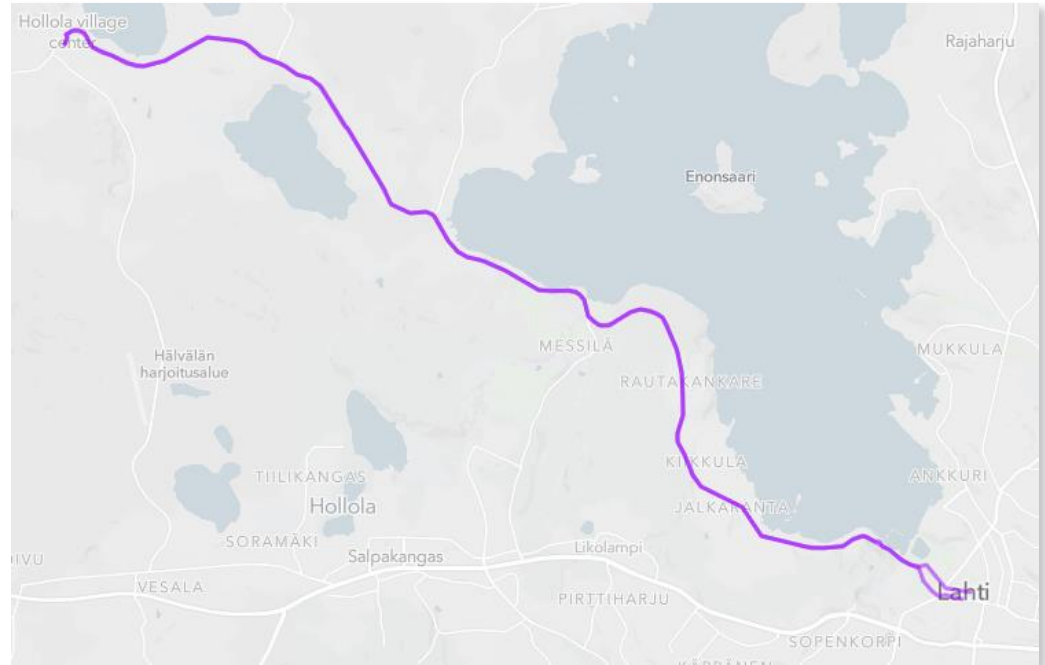 Hollola village
center
Rajaharju
Enonsaari
MESSILÄ
MUKKULA
Hälvälän
harjoitusalue
RAUTAKANKARE
KIIKKULA
TIILIKANGAS
ANKKURI
Hollola
JALKARANTA
SORAMÄKI
Salpakangas
Likolampi
VESALA
Lahti
PIRTTIHARJU
SOPENKORPI